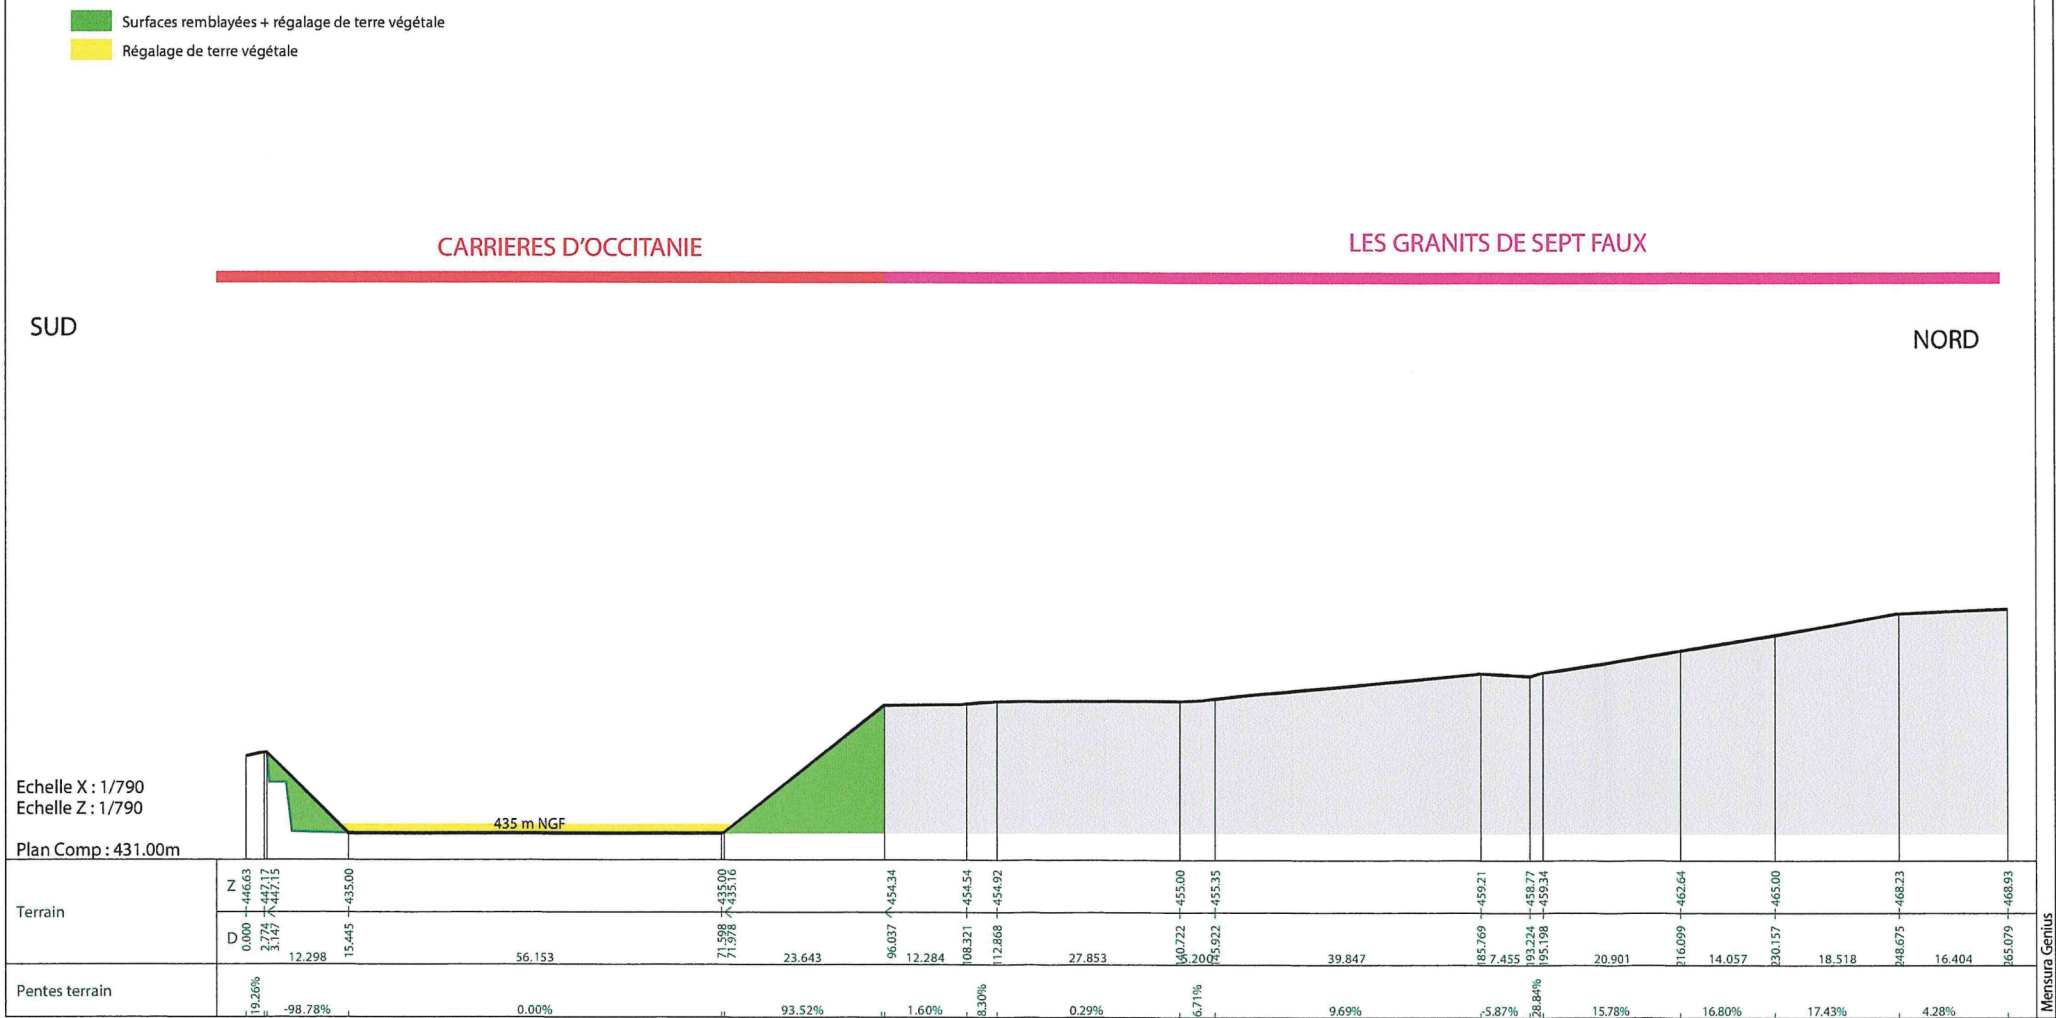 Surfaces remblayées + régalage de terre végétale
Régalage de terre végétale
CARRIERES D'OCCITANIE
LES GRANITS DE SEPT FAUX
SUD
NORD
435 m NGF
Echelle X : 1/790
Echelle Z : 1/790
Plan Comp : 431.00m
Terrain
Z 446.63 447.17 447.15 435.00 435.00 435.16 454.34 454.54 454.92 455.00 455.35 459.21 458.77 459.34 462.64 465.00 468.23 468.93
D 0.000 2.774 3.147 15.445 71.598 71.978 96.037 108.321 112.868 140.722 145.922 185.769 193.224 195.198 216.099 230.157 248.675 265.079
12.298 56.153 23.643 12.284 27.853 5.200 39.847 7.455 20.901 14.057 18.518 16.404
Pentes terrain
19.26% -98.78% 0.00% 93.52% 1.60% 8.30% 0.29% 6.71% 9.69% -5.87% 28.84% 15.78% 16.80% 17.43% 4.28%
Mensura Genius